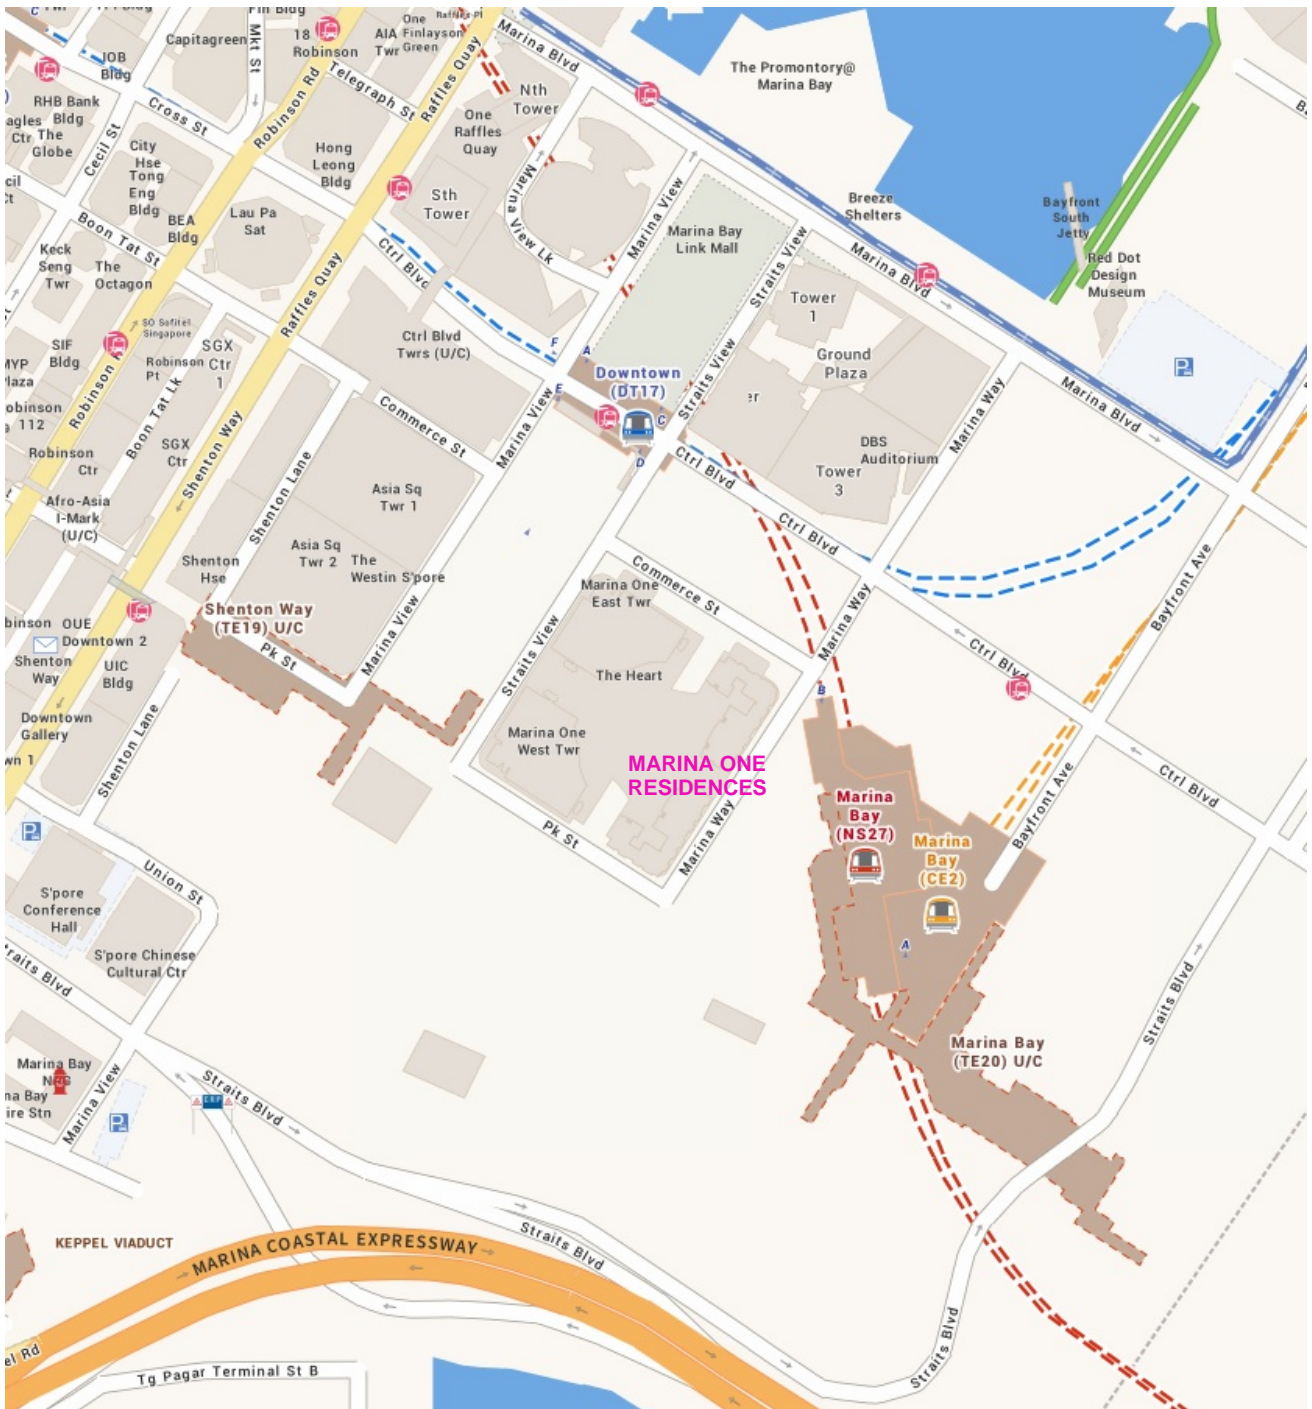 C
Twr
Fin Bldg
Capitagreen
Mkt St
18
Robinson
AIA
Twr
One
Finlayson
Green
Raffles Pl
Marina Blvd
The Promontory@
Marina Bay
Telegraph St
Raffles Quay
Robinson Rd
RHB Bank
Bldg
The
Globe
Cross St
Cecil St
City
Hse
Tong
Eng
Bldg
Hong
Leong
Bldg
One
Raffles
Quay
Nth
Tower
Sth
Tower
Marina View Lk
Marina View
Marina Bay
Link Mall
Straits View
Breeze
Shelters
Bayfront
South
Jetty
Red Dot
Design
Museum
BEA
Bldg
Lau Pa
Sat
Boon Tat St
Keck
Seng
Twr
The
Octagon
Raffles Quay
Ctrl Blvd
Marina Blvd
Tower
1
Ground
Plaza
SO Sofitel
Singapore
Robinson
Pt
SGX
Ctr
1
SIF
Bldg
Ctrl Blvd
Twrs (U/C)
F
A
E
C
D
Downtown
(DT17)
Straits View
Marina Blvd
112
Robinson
Ctr
Boon Tat Lk
SGX
Ctr
Shenton Way
Commerce St
Marina View
DBS
Auditorium
Tower
3
Marina Way
Afro-Asia
I-Mark
(U/C)
Asia Sq
Twr 1
Shenton Lane
Asia Sq
Twr 2
The
Westin S'pore
Ctrl Blvd
Ctrl Blvd
Shenton
Hse
Shenton Way
(TE19) U/C
Pk St
Marina View
Marina One
East Twr
Commerce St
Marina Way
Bayfront Ave
Ctrl Blvd
OUE
Downtown 2
Shenton
Way
UIC
Bldg
The Heart
Straits View
B
Downtown
Gallery
Shenton Lane
Marina One
West Twr
MARINA ONE
RESIDENCES
Marina
Bay
(NS27)
Marina
Bay
(CE2)
Bayfront Ave
Ctrl Blvd
Pk St
Marina Way
Union St
S'pore
Conference
Hall
S'pore Chinese
Cultural Ctr
A
Straits Blvd
Marina Bay
(TE20) U/C
Marina Bay
Marina View
ERP
Straits Blvd
KEPPEL VIADUCT
MARINA COASTAL EXPRESSWAY
Straits Blvd
Straits Blvd
Tg Pagar Terminal St B